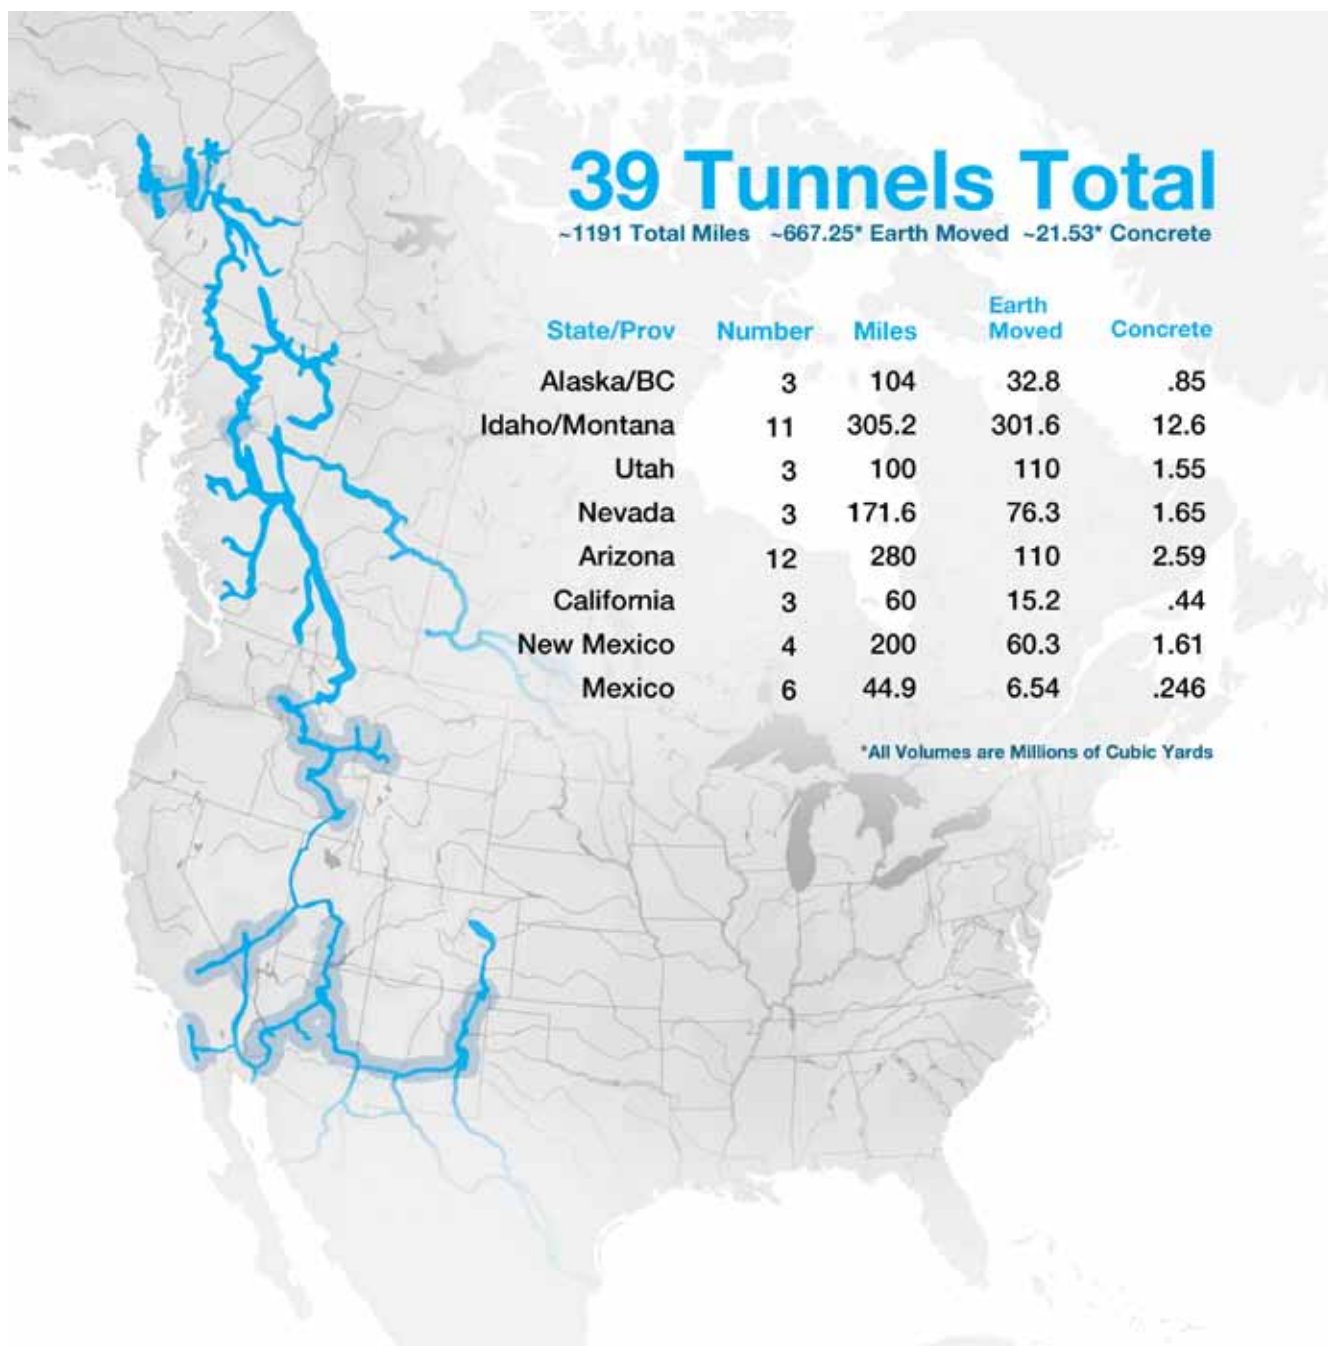 39 Tunnels Total
~1191 Total Miles ~667.25* Earth Moved ~21.53* Concrete
State/Prov Number Miles Earth Moved Concrete
Alaska/BC 3 104 32.8 .85
Idaho/Montana 11 305.2 301.6 12.6
Utah 3 100 110 1.55
Nevada 3 171.6 76.3 1.65
Arizona 12 280 110 2.59
California 3 60 15.2 .44
New Mexico 4 200 60.3 1.61
Mexico 6 44.9 6.54 .246
*All Volumes are Millions of Cubic Yards